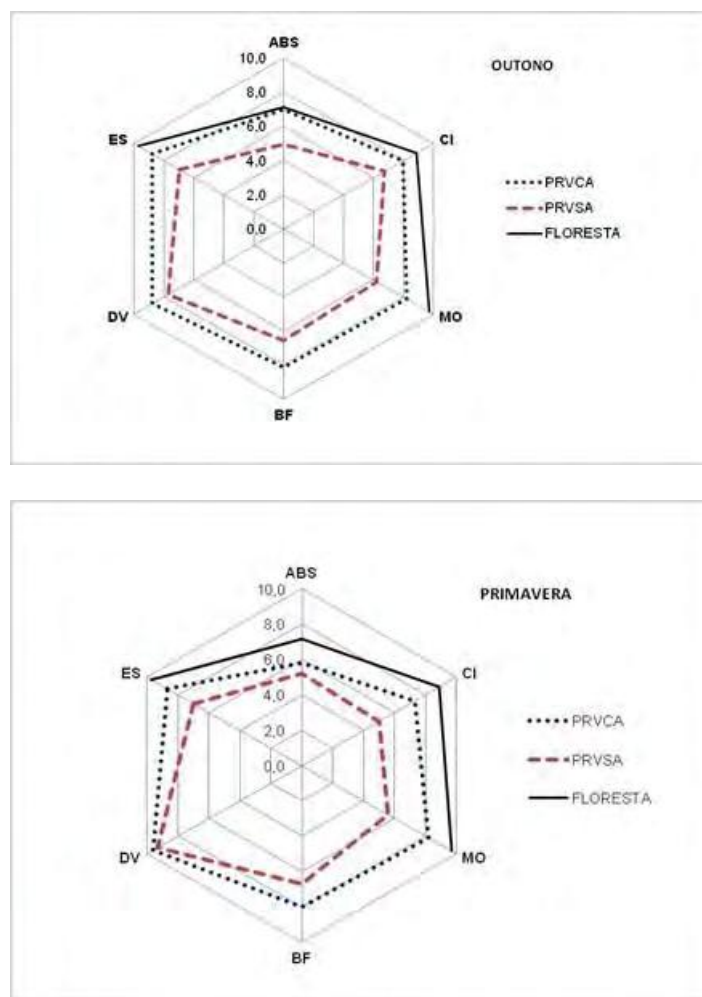 ABS
10,0
OUTONO
8,0
ES
6,0
CI
4,0
PRVCA
2,0
PRVSA
0,0
FLORESTA
DV
MO
BF
ABS
10,0
PRIMAVERA
8,0
ES
6,0
CI
4,0
2,0
PRVCA
0,0
PRVSA
FLORESTA
DV
MO
BF